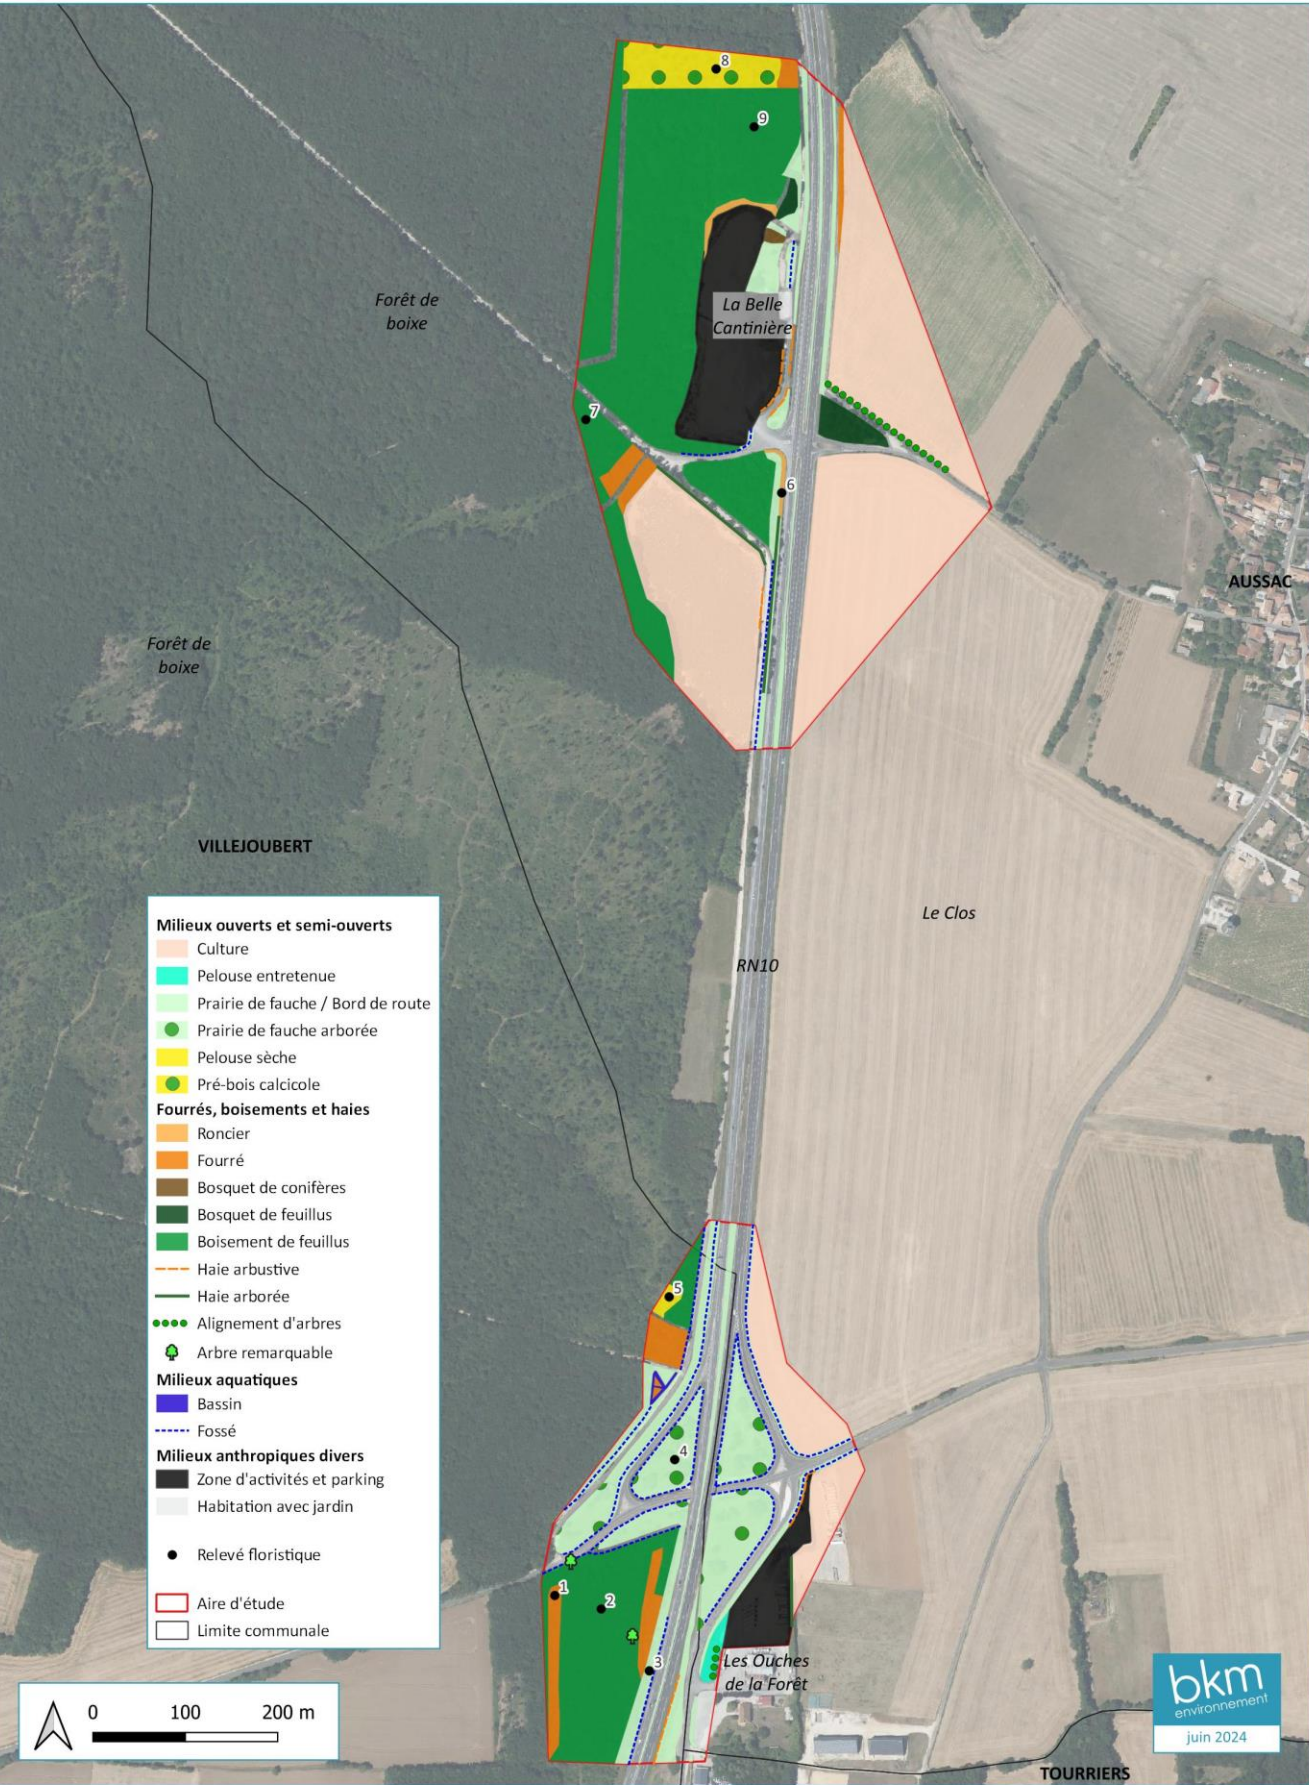 8
9
Forêt de
boixe
La Belle
Cantinière
7
6
AUSSAC
Forêt de
boixe
VILLEJOUBERT
Le Clos
RN10
Milieux ouverts et semi-ouverts
Culture
Pelouse entretenue
Prairie de fauche / Bord de route
Prairie de fauche arborée
Pelouse sèche
Pré-bois calcicole
Fourrés, boisements et haies
Roncier
Fourré
Bosquet de conifères
Bosquet de feuillus
Boisement de feuillus
Haie arbustive
Haie arborée
Alignement d'arbres
Arbre remarquable
Milieux aquatiques
Bassin
Fossé
Milieux anthropiques divers
Zone d'activités et parking
Habitation avec jardin
Relevé floristique
Aire d'étude
Limite communale
5
4
1
2
3
Les Ouches
de la Forêt
0 100 200 m
bkm
environnement
juin 2024
TOURRIERS